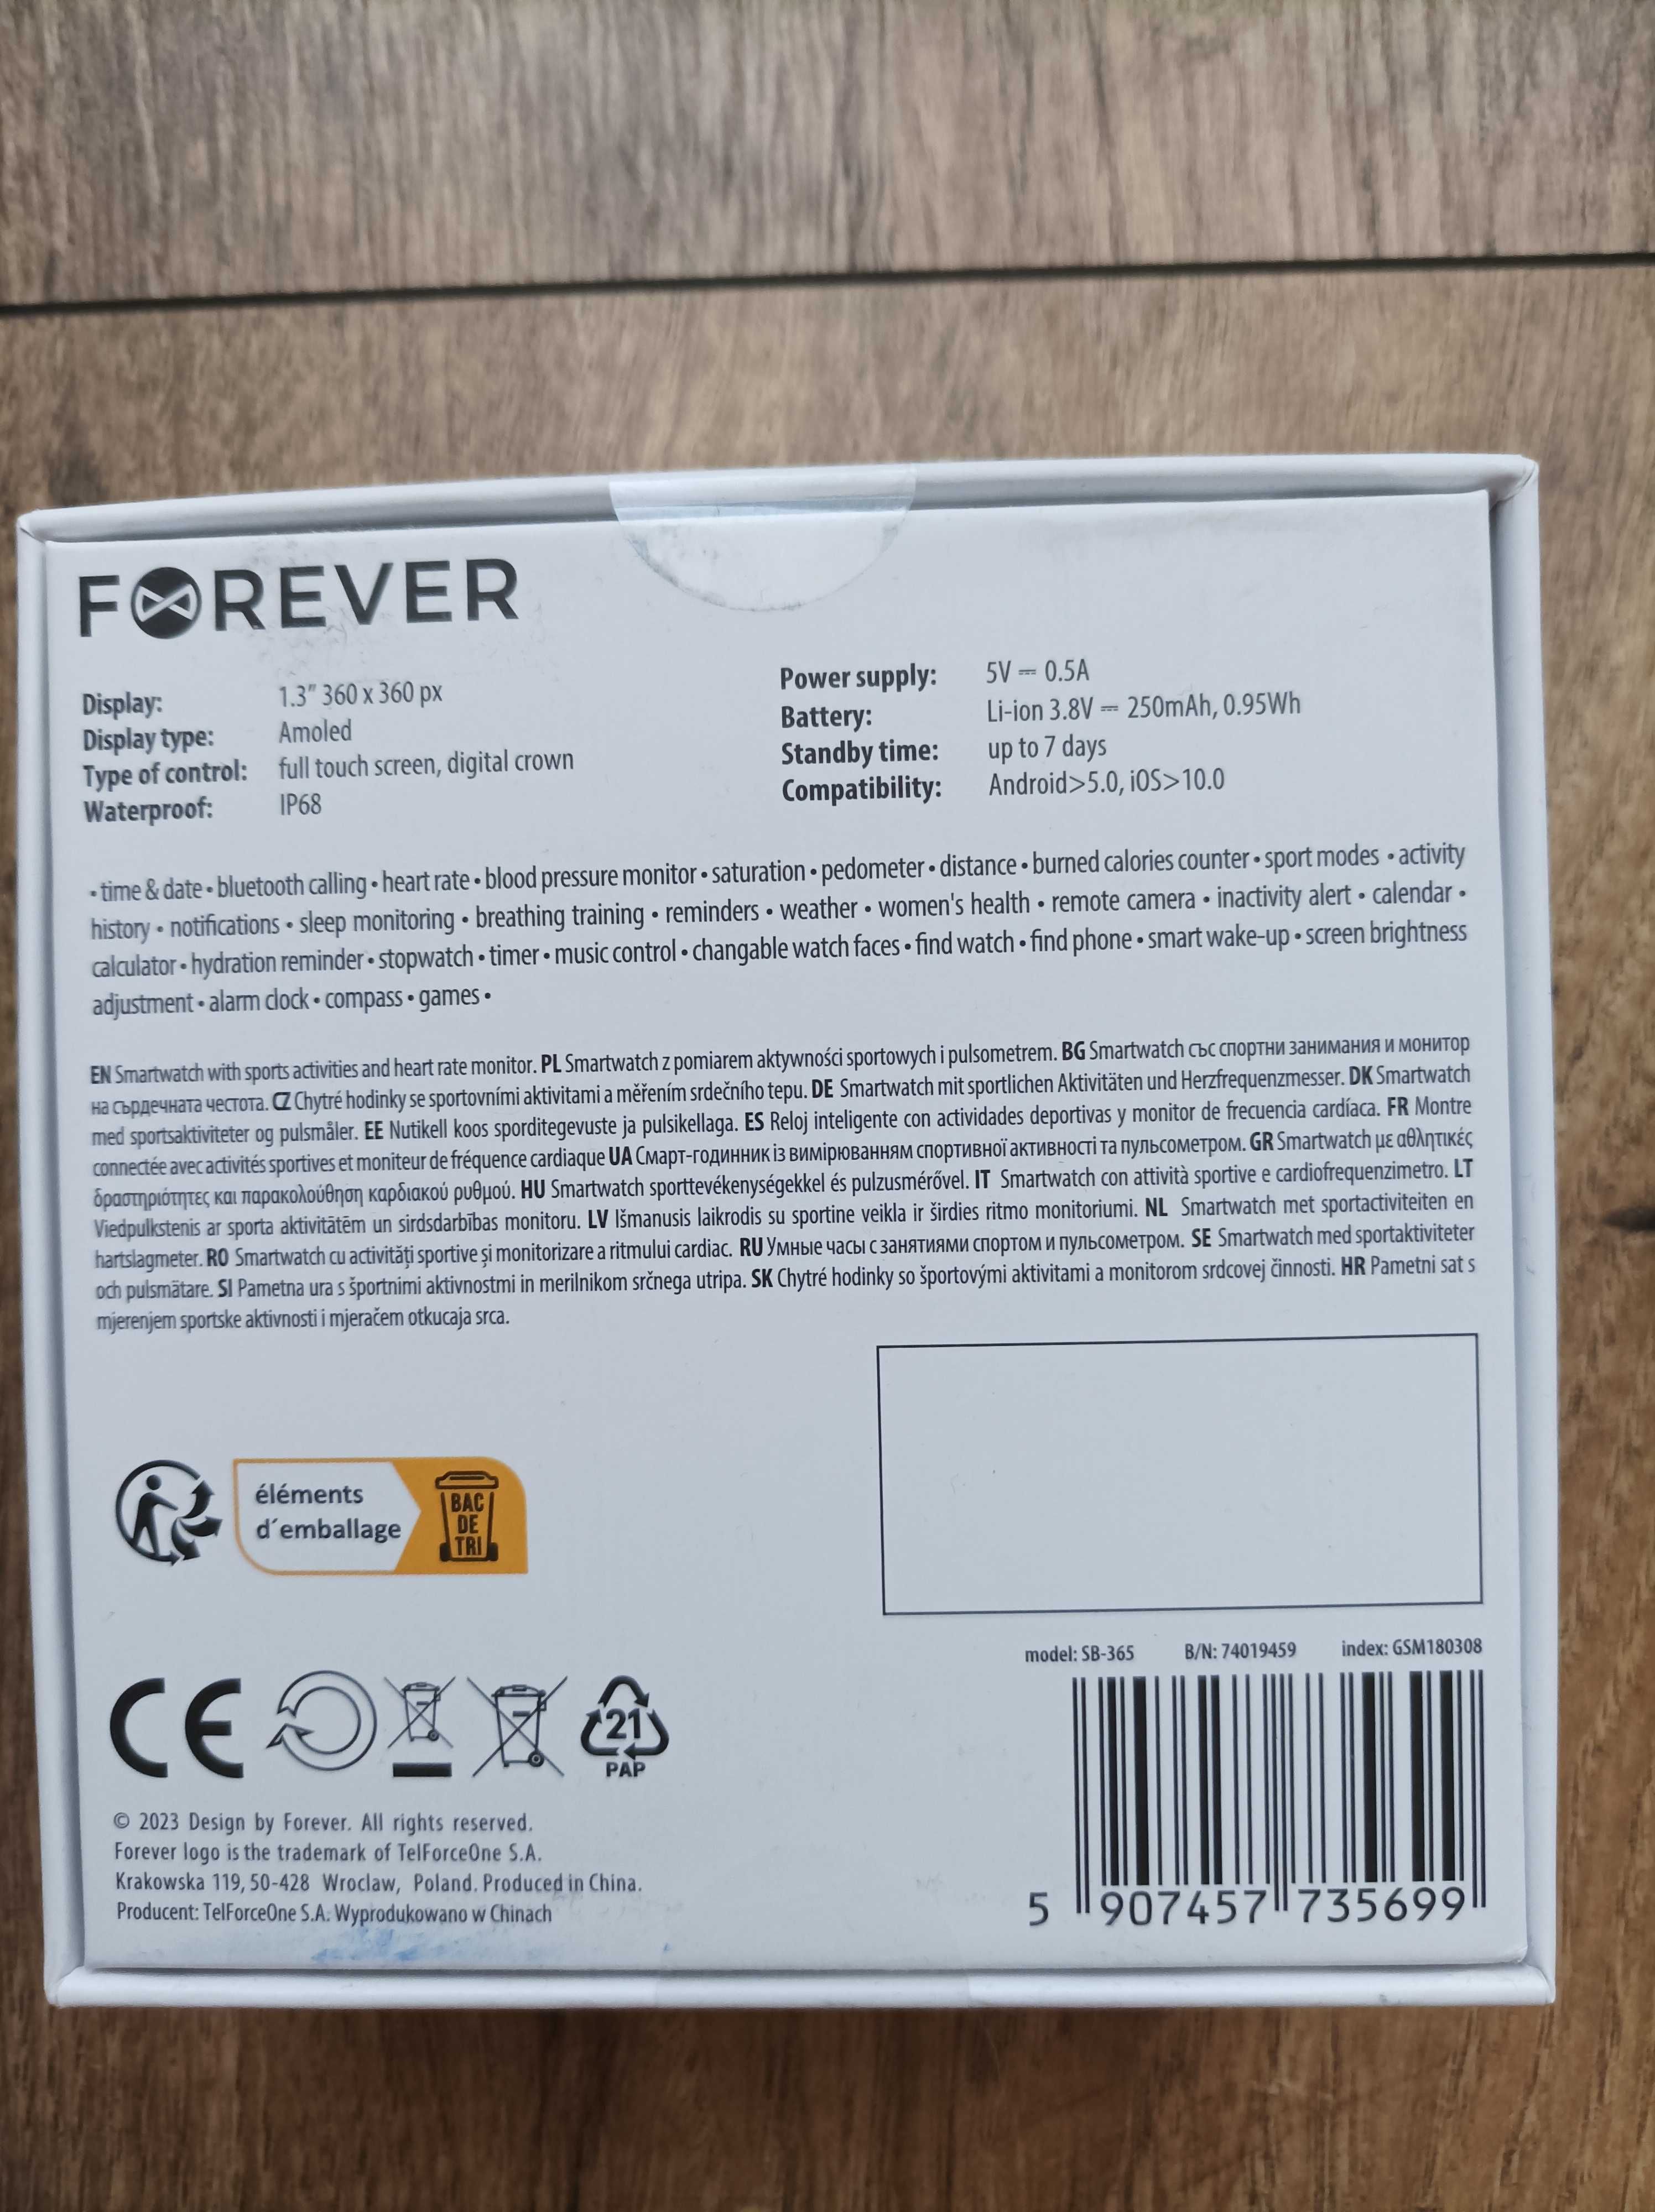 FOREVER
Display: 1.3" 360 x 360 px
Display type: Amoled
Type of control: full touch screen, digital crown
Waterproof: IP68
Power supply: 5V ⎓ 0.5A
Battery: Li-ion 3.8V ⎓ 250mAh, 0.95Wh
Standby time: up to 7 days
Compatibility: Android>5.0, iOS>10.0
• time & date • bluetooth calling • heart rate • blood pressure monitor • saturation • pedometer • distance • burned calories counter • sport modes • activity
history • notifications • sleep monitoring • breathing training • reminders • weather • women's health • remote camera • inactivity alert • calendar •
calculator • hydration reminder • stopwatch • timer • music control • changable watch faces • find watch • find phone • smart wake-up • screen brightness
adjustment • alarm clock • compass • games •
EN Smartwatch with sports activities and heart rate monitor. PL Smartwatch z pomiarem aktywności sportowych i pulsometrem. BG Smartwatch със спортни занимания и монитор
на сърдечната честота. CZ Chytré hodinky se sportovními aktivitami a měřením srdečního tepu. DE Smartwatch mit sportlichen Aktivitäten und Herzfrequenzmesser. DK Smartwatch
med sportsaktiviteter og pulsmåler. EE Nutikell koos sporditegevuste ja pulsikellaga. ES Reloj inteligente con actividades deportivas y monitor de frecuencia cardíaca. FR Montre
connectée avec activités sportives et moniteur de fréquence cardiaque UA Смарт-годинник із вимірюванням спортивної активності та пульсометром. GR Smartwatch με αθλητικές
δραστηριότητες και παρακολούθηση καρδιακού ρυθμού. HU Smartwatch sporttevékenységekkel és pulzusmérővel. IT Smartwatch con attività sportive e cardiofrequenzimetro. LT
Viedpulkstenis ar sporta aktivitātēm un sirdsdarbības monitoru. LV Išmanusis laikrodis su sportine veikla ir širdies ritmo monitoriumi. NL Smartwatch met sportactiviteiten en
hartslagmeter. RO Smartwatch cu activități sportive și monitorizare a ritmului cardiac. RU Умные часы с занятиями спортом и пульсометром. SE Smartwatch med sportaktiviteter
och pulsmätare. SI Pametna ura s športnimi aktivnostmi in merilnikom srčnega utripa. SK Chytré hodinky so športovými aktivitami a monitorom srdcovej činnosti. HR Pametni sat s
mjerenjem sportske aktivnosti i mjeračem otkucaja srca.
éléments
d´emballage
BAC
DE
TRI
CE
21
PAP
© 2023 Design by Forever. All rights reserved.
Forever logo is the trademark of TelForceOne S.A.
Krakowska 119, 50-428 Wroclaw, Poland. Produced in China.
Producent: TelForceOne S.A. Wyprodukowano w Chinach
model: SB-365 B/N: 74019459 index: GSM180308
5 907457 735699